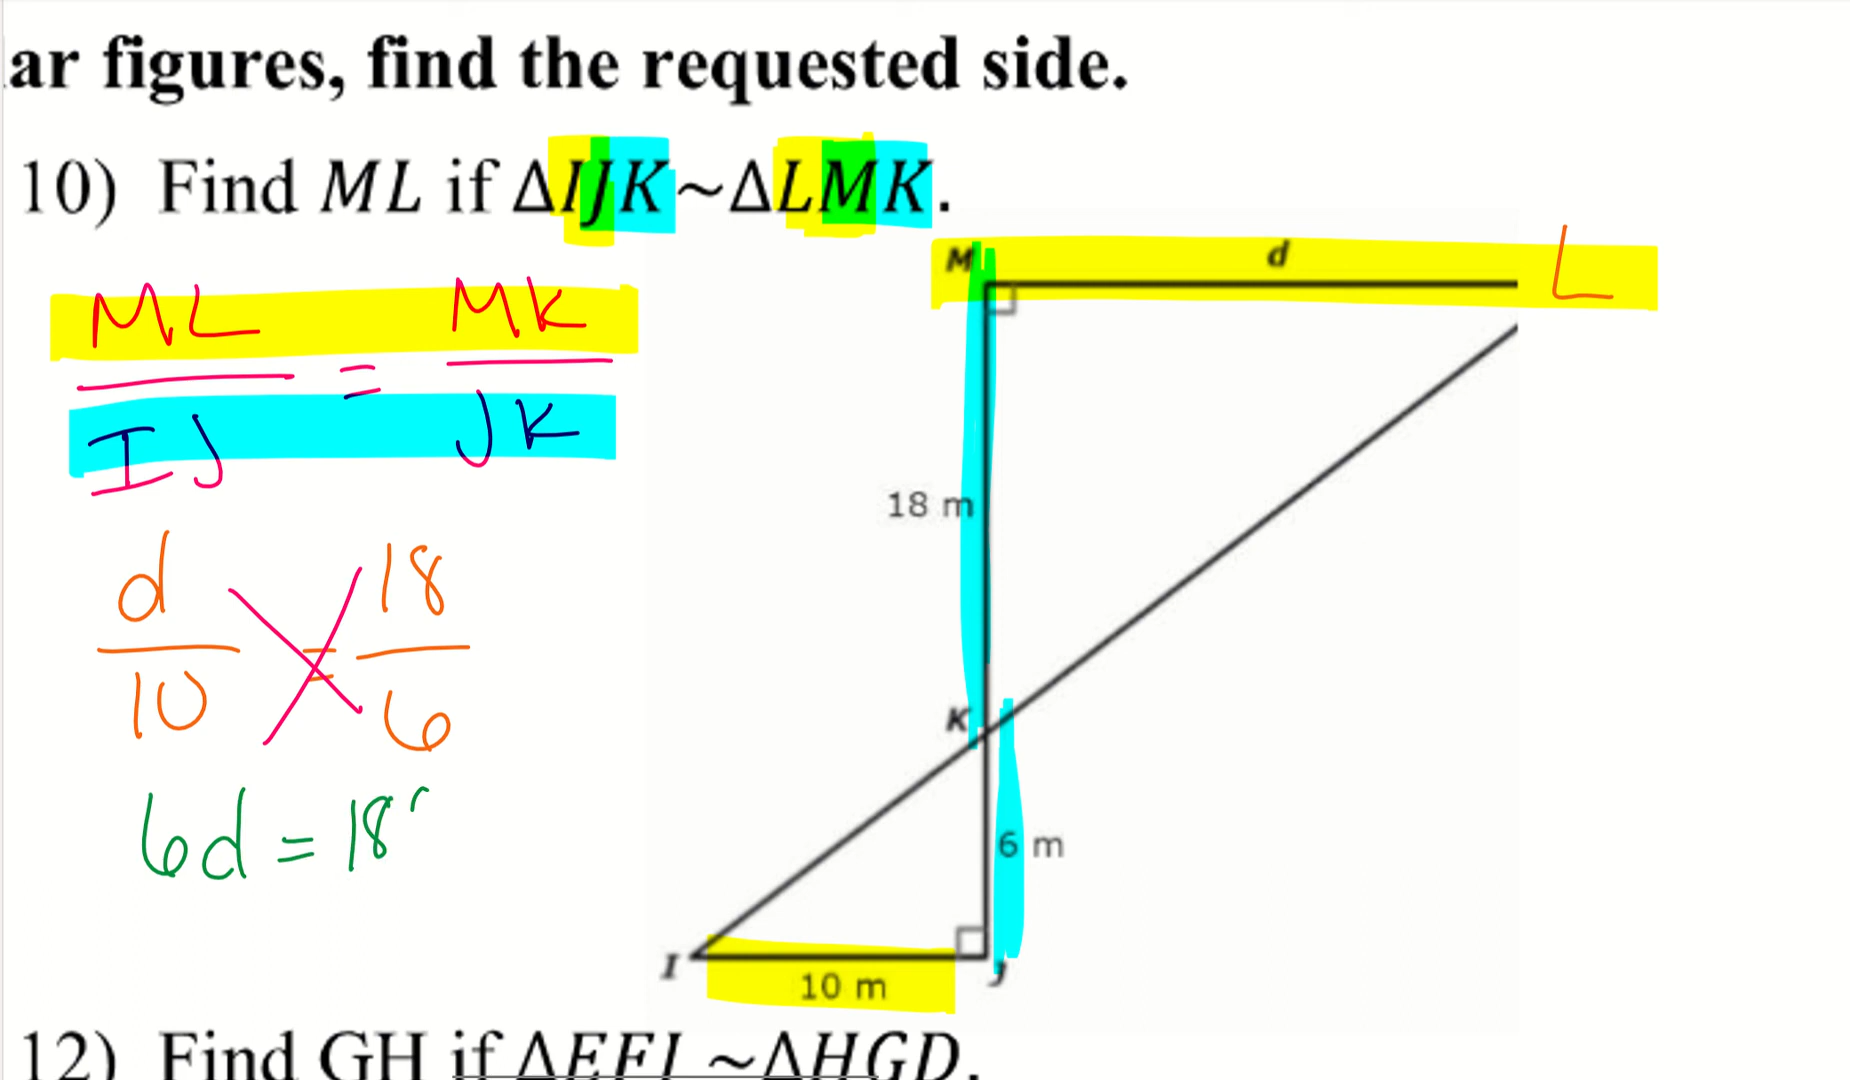 ar figures, find the requested side.
10) Find ML if ΔIJK~ΔLMK.
M d L
ML = MK
IJ JK
18 m
d = 18
10 6
K
6d = 18
6 m
I J
10 m
12) Find GH if ΔEFI ~ΔHGD.